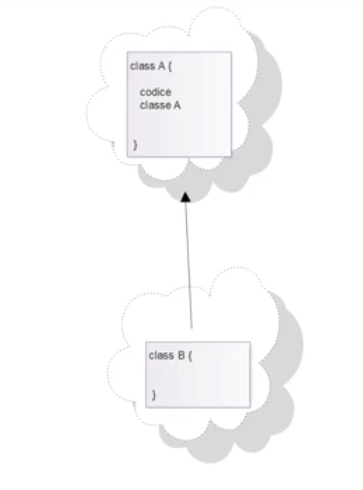 class A {
codice
classe A
}
class B {
}